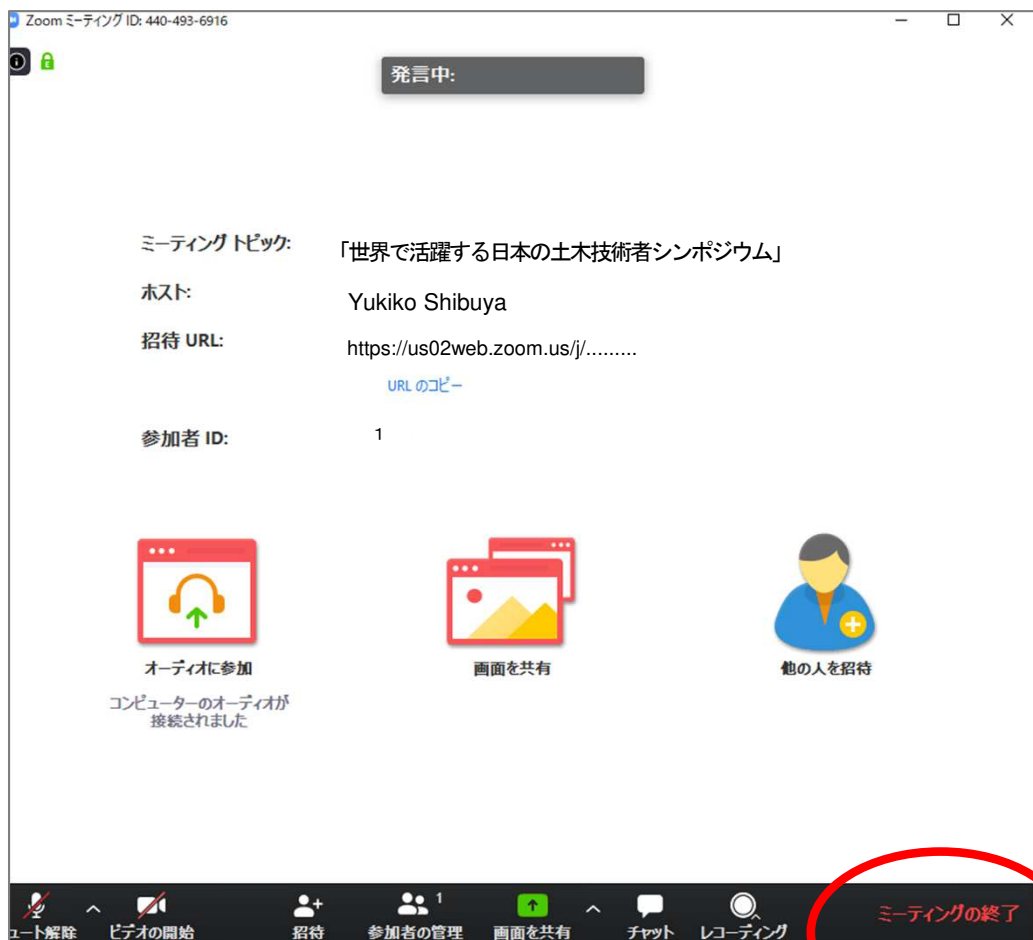 Zoom ミーティング ID: 440-493-6916
発言中:
ミーティング トピック:
「世界で活躍する日本の土木技術者シンポジウム」
ホスト:
Yukiko Shibuya
招待 URL:
https://us02web.zoom.us/j/.........
URL のコピー
参加者 ID:
1
オーディオに参加
画面を共有
他の人を招待
コンピューターのオーディオが
接続されました
ュート解除
ビデオの開始
招待
1
参加者の管理
画面を共有
チャット
レコーディング
ミーティングの終了